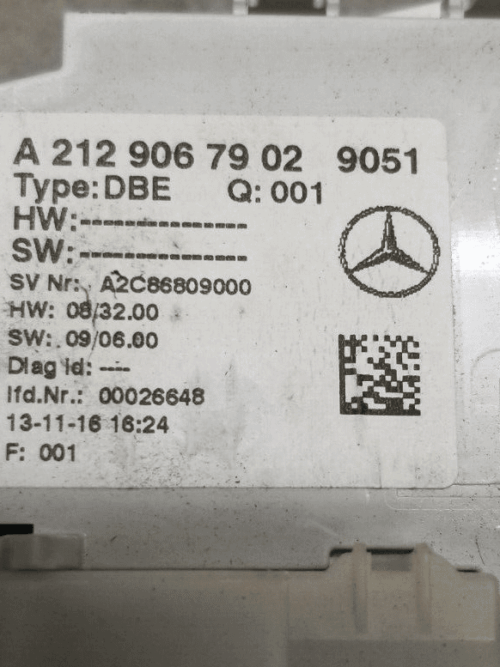 A 212 906 79 02 9051
Type: DBE Q: 001
HW:---------------
SW:---------------
SV Nr: A2C86809000
HW: 08/32.00
SW: 09/06.00
Diag Id: ----
lfd.Nr.: 00026648
13-11-16 16:24
F: 001